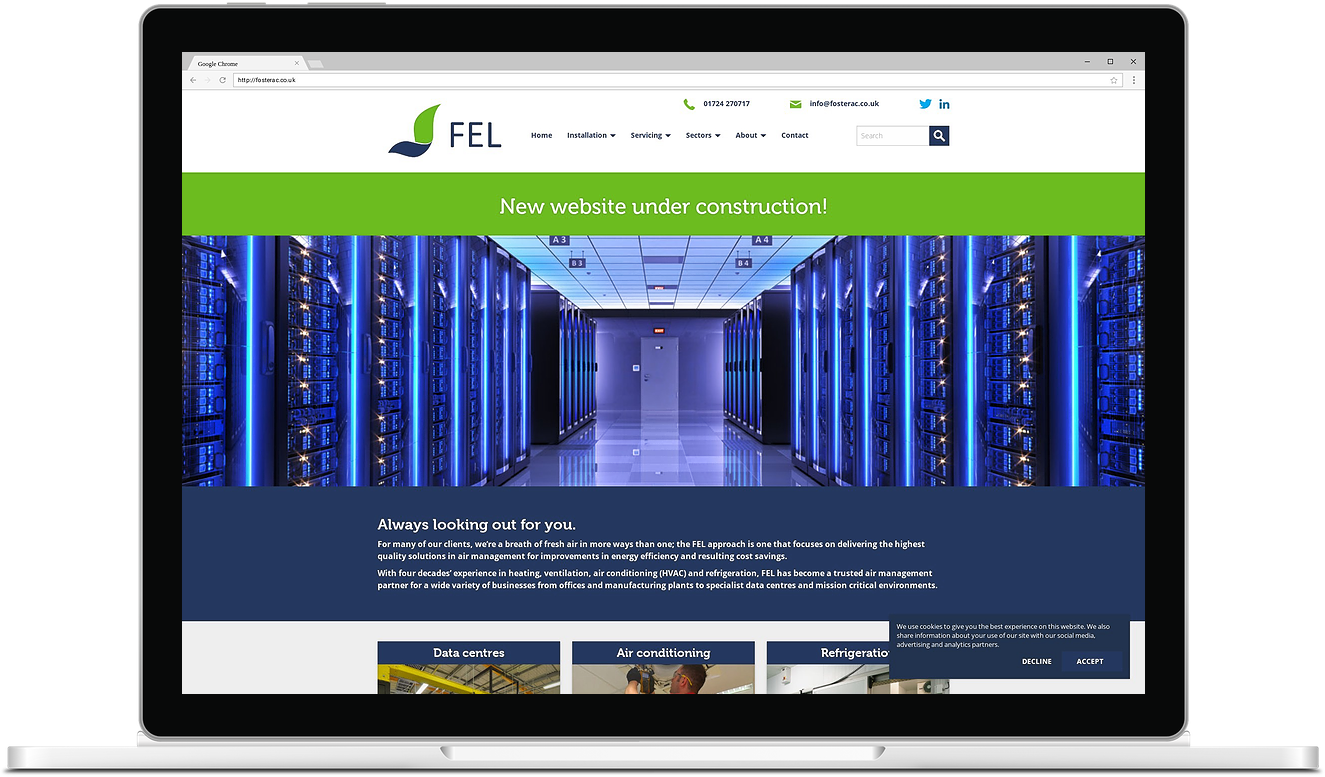 Google Chrome
http://fosterac.co.uk
01724 270717
info@fosterac.co.uk
in
FEL
Home Installation Servicing Sectors About Contact
Search
New website under construction!
A 3
A 4
B 3
B 4
EXIT
Always looking out for you.
For many of our clients, we're a breath of fresh air in more ways than one; the FEL approach is one that focuses on delivering the highest
quality solutions in air management for improvements in energy efficiency and resulting cost savings.
With four decades' experience in heating, ventilation, air conditioning (HVAC) and refrigeration, FEL has become a trusted air management
partner for a wide variety of businesses from offices and manufacturing plants to specialist data centres and mission critical environments.
We use cookies to give you the best experience on this website. We also
share information about your use of our site with our social media,
advertising and analytics partners.
DECLINE ACCEPT
Data centres
Air conditioning
Refrigeratio